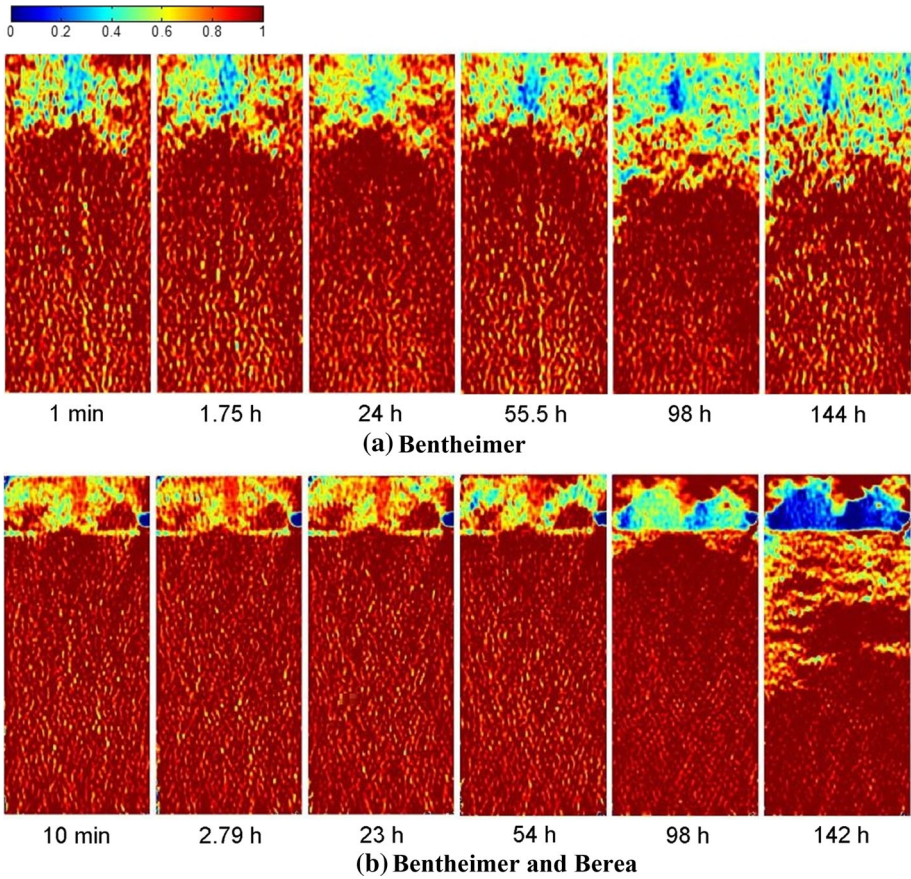 0 0.2 0.4 0.6 0.8 1
1 min 1.75 h 24 h 55.5 h 98 h 144 h
(a) Bentheimer
10 min 2.79 h 23 h 54 h 98 h 142 h
(b) Bentheimer and Berea